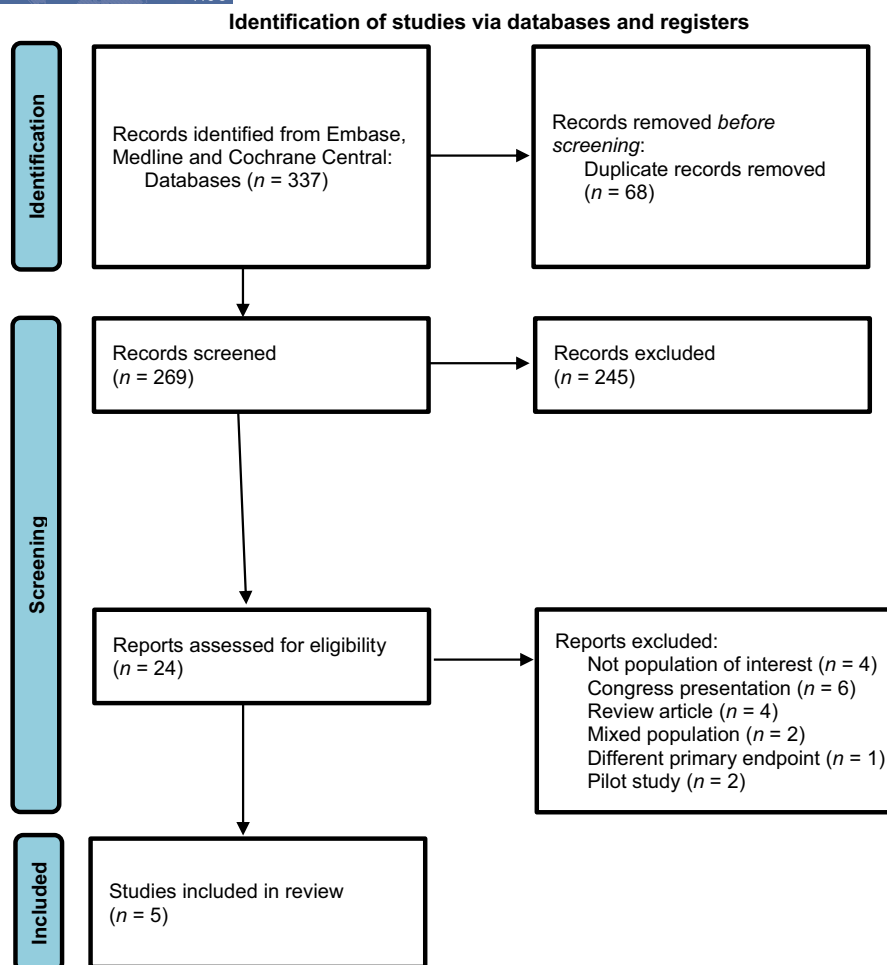 Identification of studies via databases and registers
Identification
Records identified from Embase,
Medline and Cochrane Central:
Databases (n = 337)
Records removed before
screening:
Duplicate records removed
(n = 68)
Screening
Records screened
(n = 269)
Records excluded
(n = 245)
Reports assessed for eligibility
(n = 24)
Reports excluded:
Not population of interest (n = 4)
Congress presentation (n = 6)
Review article (n = 4)
Mixed population (n = 2)
Different primary endpoint (n = 1)
Pilot study (n = 2)
Included
Studies included in review
(n = 5)